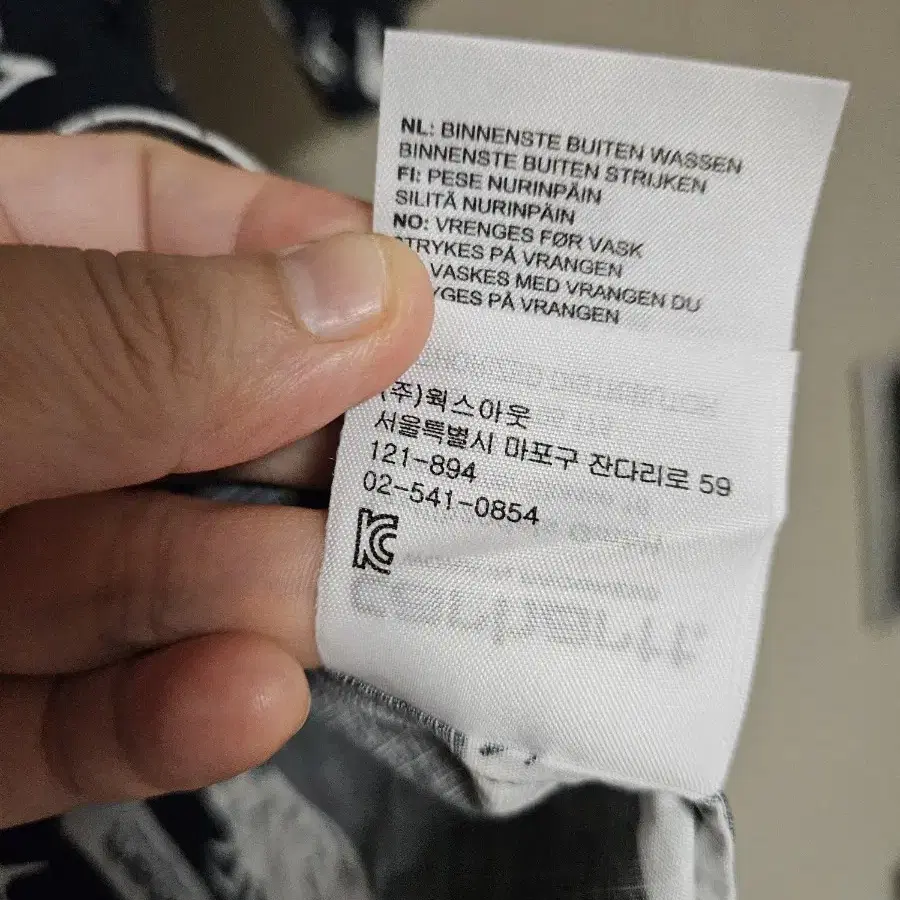 NL: BINNENSTE BUITEN WASSEN
BINNENSTE BUITEN STRIJKEN
FI: PESE NURINPÄIN
SILITÄ NURINPÄIN
NO: VRENGES FØR VASK
STRYKES PÅ VRANGEN
VASKES MED VRANGEN DU
YGES PÅ VRANGEN
(주)웍스아웃
서울특별시 마포구 잔다리로 59
121-894
02-541-0854